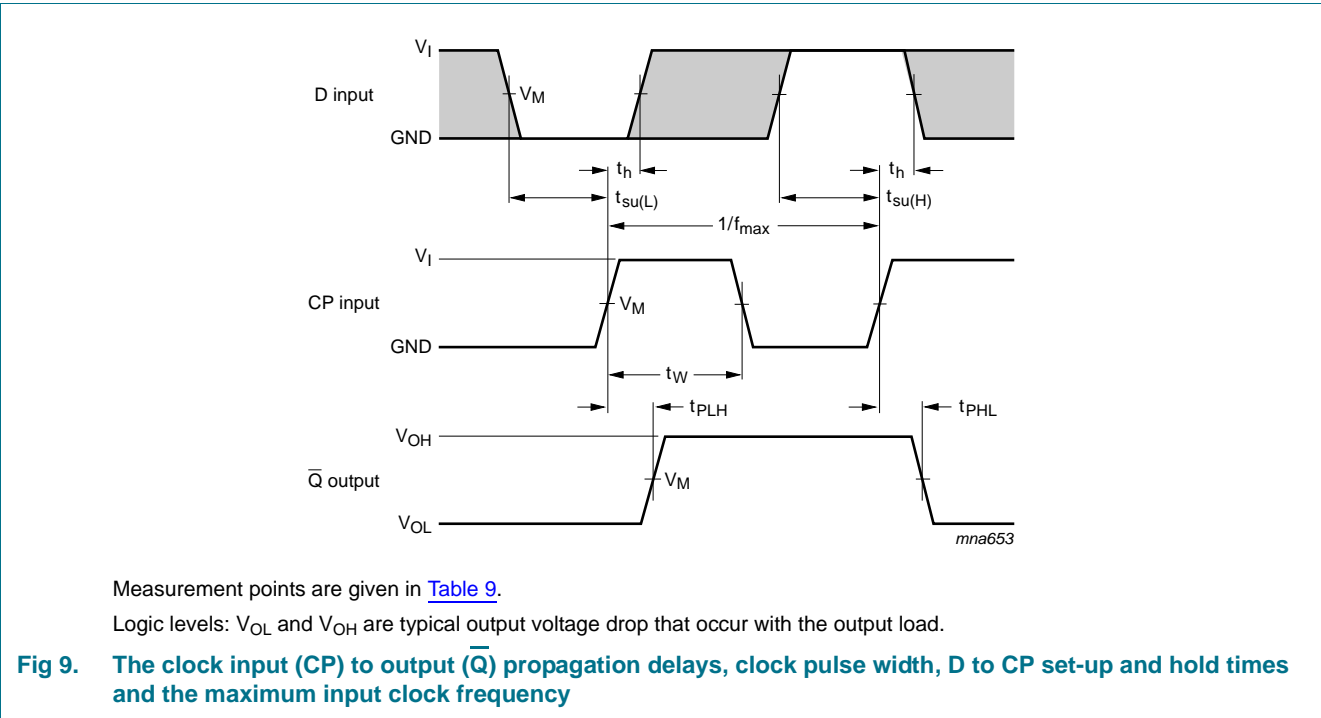 V_I
D input
V_M
GND
t_h
t_h
t_su(L)
t_su(H)
1/f_max
V_I
CP input
V_M
GND
t_W
t_PLH
t_PHL
V_OH
Q̅ output
V_M
V_OL
mna653
Measurement points are given in Table 9.
Logic levels: V_OL and V_OH are typical output voltage drop that occur with the output load.
Fig 9. The clock input (CP) to output (Q̅) propagation delays, clock pulse width, D to CP set-up and hold times
and the maximum input clock frequency